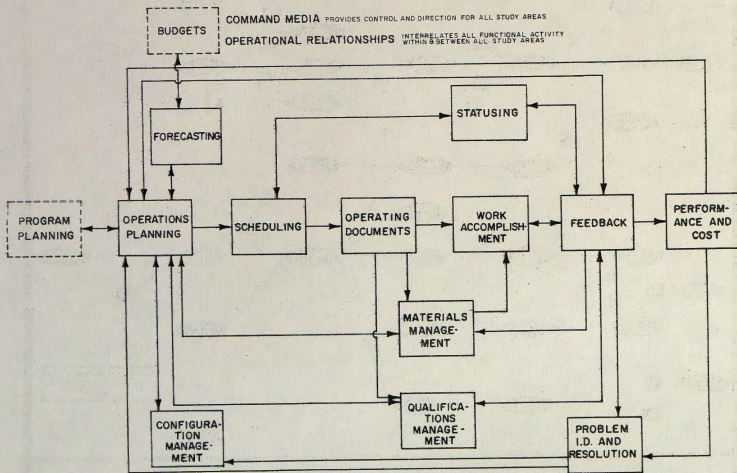 COMMAND MEDIA PROVIDES CONTROL AND DIRECTION FOR ALL STUDY AREAS
OPERATIONAL RELATIONSHIPS INTERRELATES ALL FUNCTIONAL ACTIVITY
WITHIN & BETWEEN ALL STUDY AREAS
BUDGETS
FORECASTING
STATUSING
PROGRAM
PLANNING
OPERATIONS
PLANNING
SCHEDULING
OPERATING
DOCUMENTS
WORK
ACCOMPLISH-
MENT
FEEDBACK
PERFORM-
ANCE AND
COST
MATERIALS
MANAGE-
MENT
CONFIGURA-
TION
MANAGE-
MENT
QUALIFICA-
TIONS
MANAGE-
MENT
PROBLEM
I.D. AND
RESOLUTION